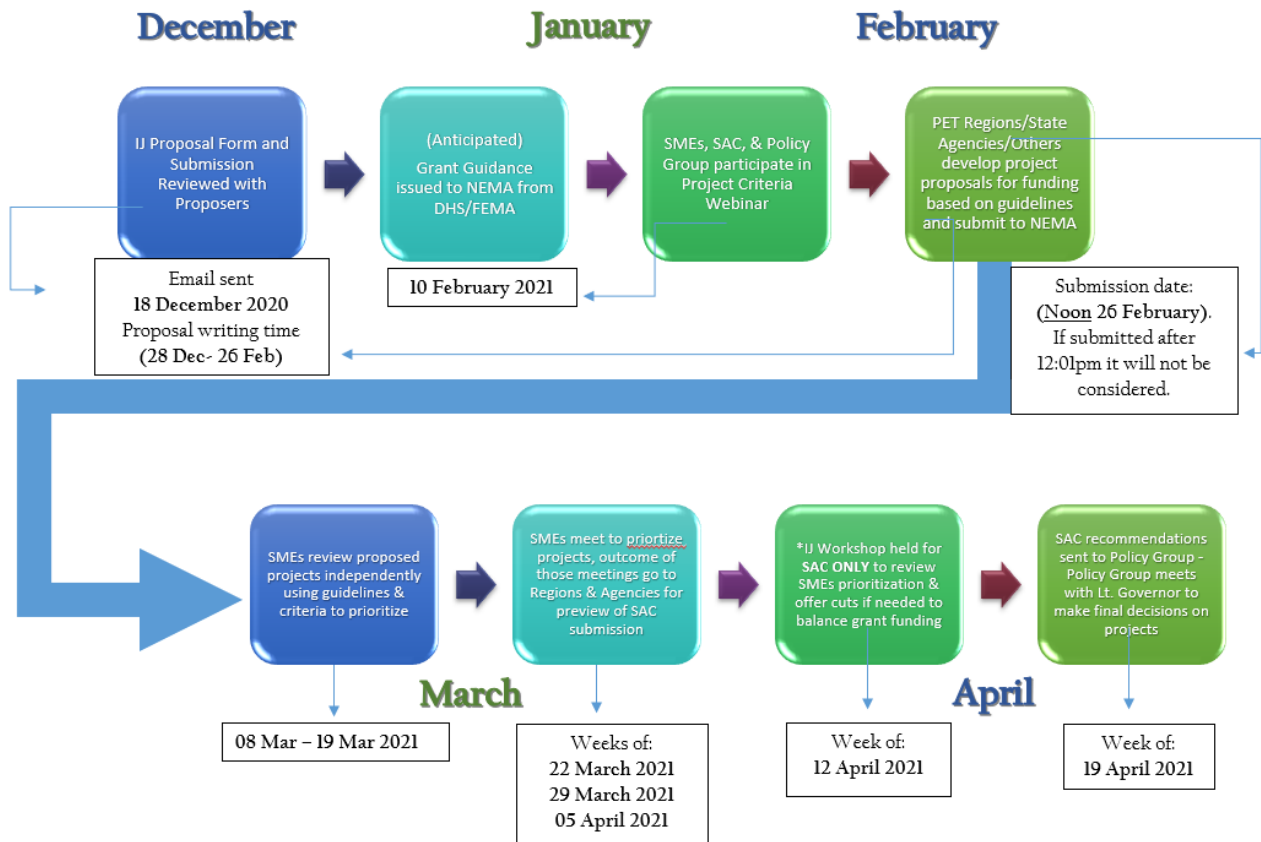 December
January
February
IJ Proposal Form and
Submission
Reviewed with
Proposers
(Anticipated)
Grant Guidance
issued to NEMA from
DHS/FEMA
SMEs, SAC, & Policy
Group participate in
Project Criteria
Webinar
PET Regions/State
Agencies/Others
develop project
proposals for funding
based on guidelines
and submit to NEMA
Email sent
18 December 2020
Proposal writing time
(28 Dec- 26 Feb)
10 February 2021
Submission date:
(Noon 26 February).
If submitted after
12:01pm it will not be
considered.
SMEs review proposed
projects independently
using guidelines &
criteria to prioritize
SMEs meet to priortize
projects, outcome of
those meetings go to
Regions & Agencies for
preview of SAC
submission
*IJ Workshop held for
SAC ONLY to review
SMEs prioritization &
offer cuts if needed to
balance grant funding
SAC recommendations
sent to Policy Group -
Policy Group meets
with Lt. Governor to
make final decisions on
projects
March
April
08 Mar – 19 Mar 2021
Weeks of:
22 March 2021
29 March 2021
05 April 2021
Week of:
12 April 2021
Week of:
19 April 2021